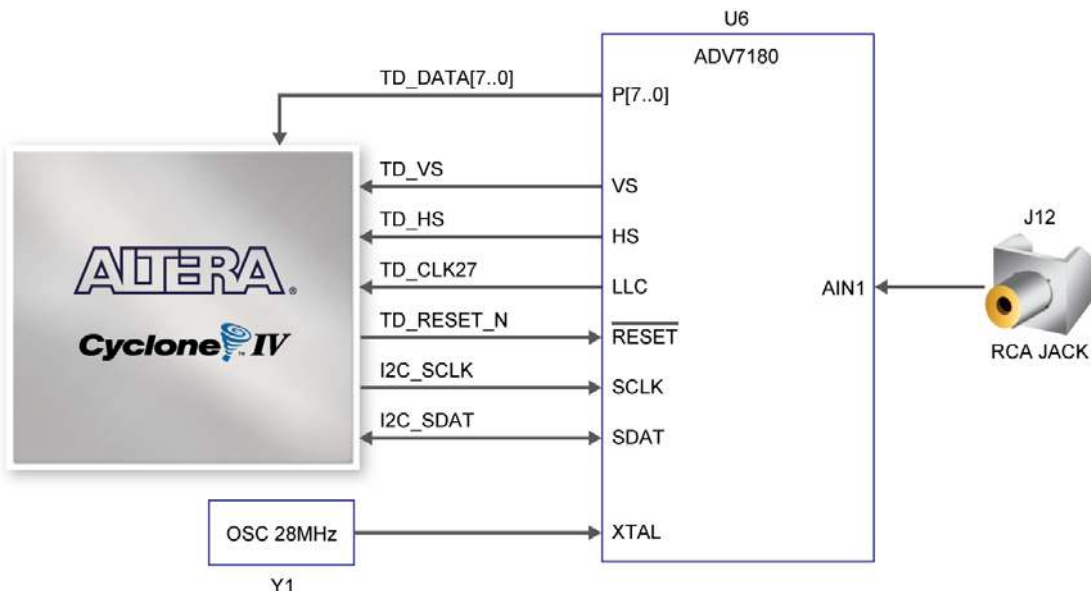 U6
ADV7180
TD_DATA[7..0]
P[7..0]
TD_VS
VS
TD_HS
HS
TD_CLK27
LLC
TD_RESET_N
RESET
I2C_SCLK
SCLK
I2C_SDAT
SDAT
OSC 28MHz
XTAL
Y1
AIN1
J12
RCA JACK
ALTERA.
Cyclone™ IV